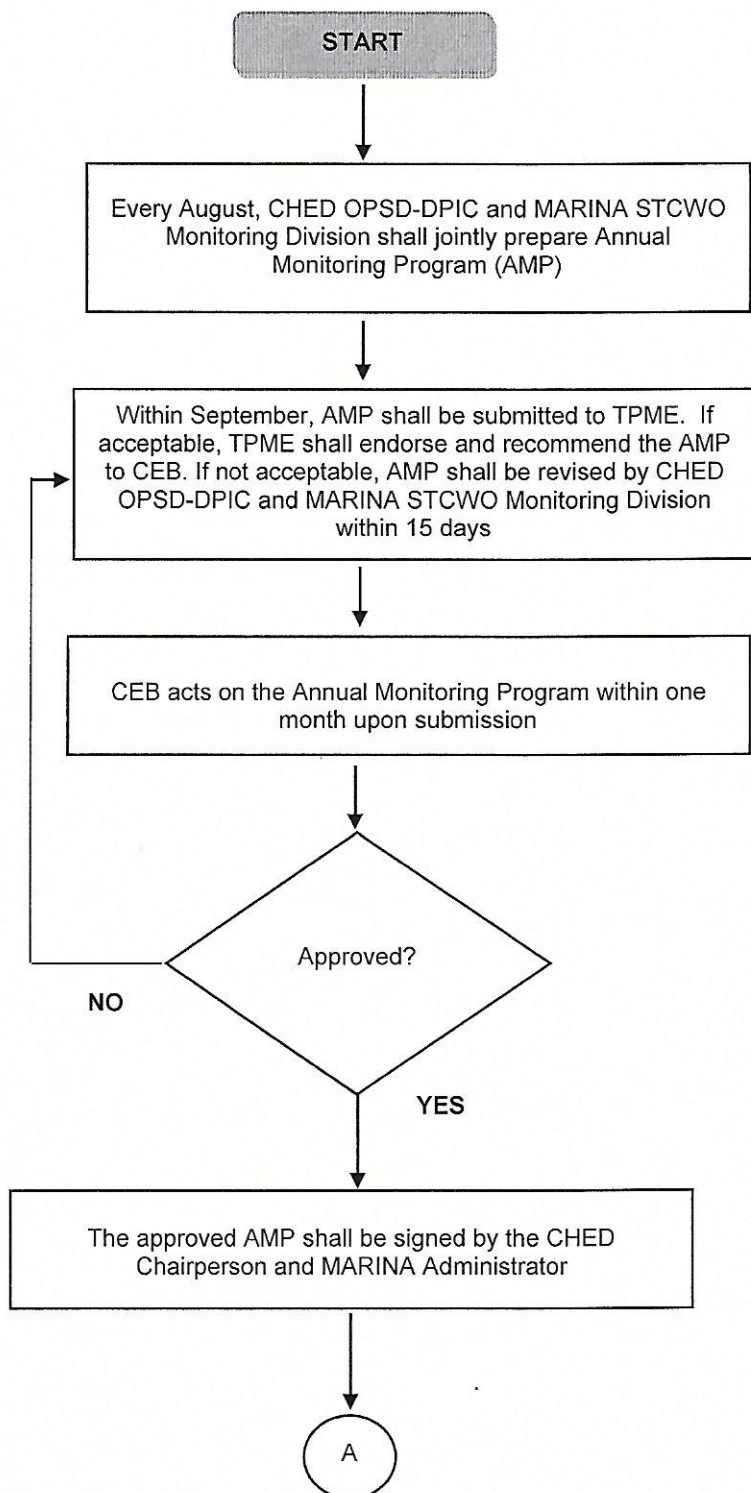 START
Every August, CHED OPSD-DPIC and MARINA STCWO
Monitoring Division shall jointly prepare Annual
Monitoring Program (AMP)
Within September, AMP shall be submitted to TPME. If
acceptable, TPME shall endorse and recommend the AMP
to CEB. If not acceptable, AMP shall be revised by CHED
OPSD-DPIC and MARINA STCWO Monitoring Division
within 15 days
CEB acts on the Annual Monitoring Program within one
month upon submission
Approved?
NO
YES
The approved AMP shall be signed by the CHED
Chairperson and MARINA Administrator
A